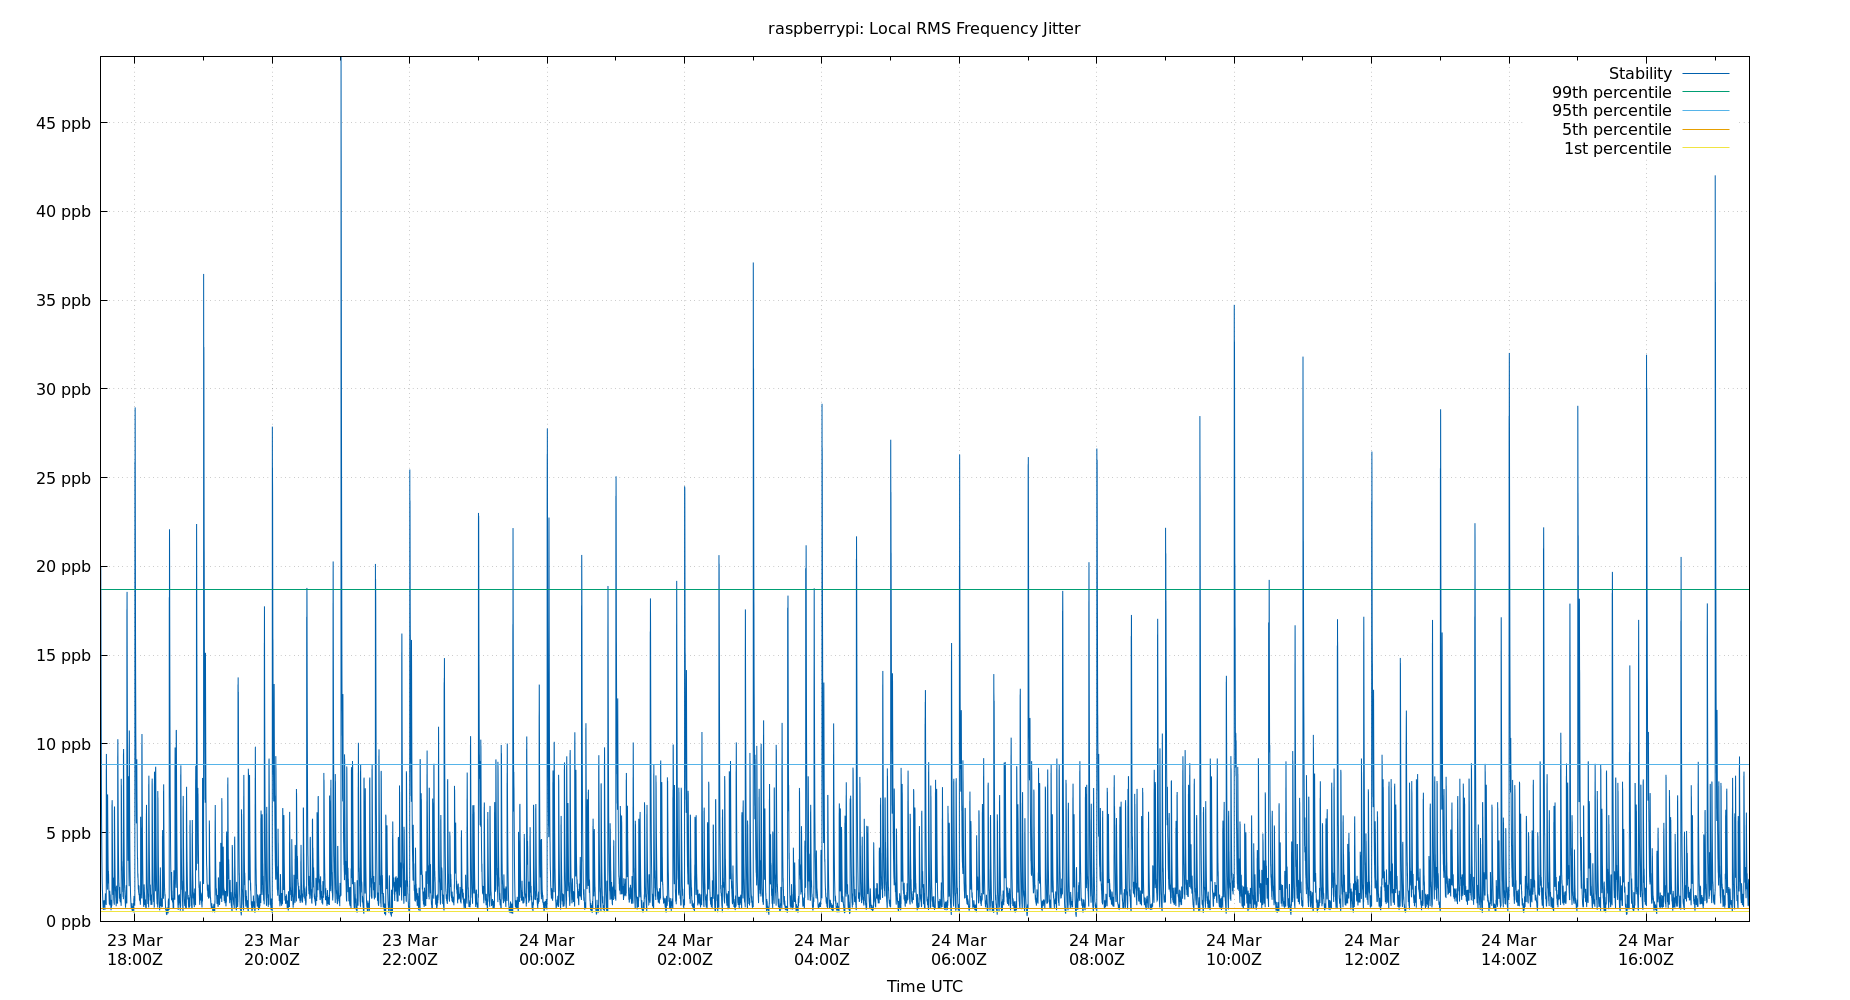 raspberrypi: Local RMS Frequency Jitter
Stability
99th percentile
95th percentile
5th percentile
1st percentile
45 ppb
40 ppb
35 ppb
30 ppb
25 ppb
20 ppb
15 ppb
10 ppb
5 ppb
0 ppb
23 Mar 23 Mar 23 Mar 24 Mar 24 Mar 24 Mar 24 Mar 24 Mar 24 Mar 24 Mar 24 Mar 24 Mar
18:00Z 20:00Z 22:00Z 00:00Z 02:00Z 04:00Z 06:00Z 08:00Z 10:00Z 12:00Z 14:00Z 16:00Z
Time UTC